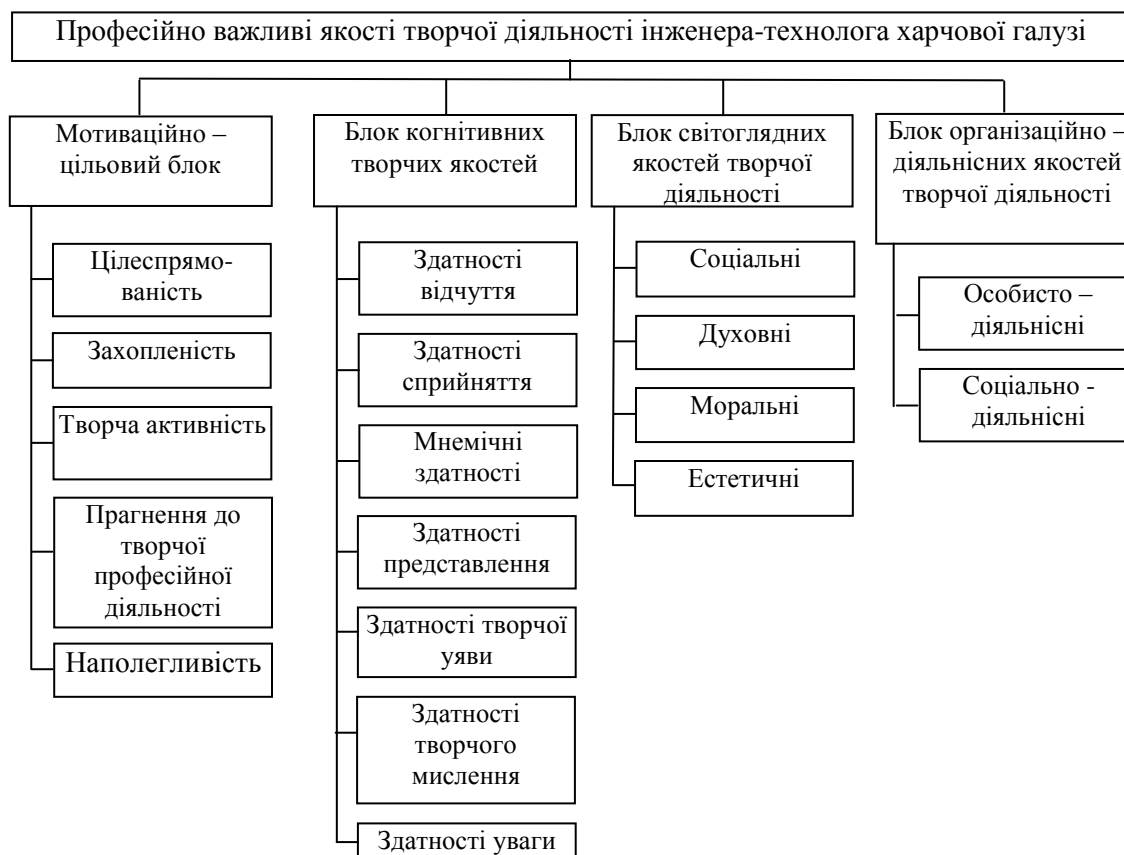 Професійно важливі якості творчої діяльності інженера-технолога харчової галузі
Мотиваційно –
цільовий блок
Цілеспрямо-
ваність
Захопленість
Творча активність
Прагнення до
творчої
професійної
діяльності
Наполегливість
Блок когнітивних
творчих якостей
Здатності
відчуття
Здатності
сприйняття
Мнемічні
здатності
Здатності
представлення
Здатності творчої
уяви
Здатності
творчого
мислення
Здатності уваги
Блок світоглядних
якостей творчої
діяльності
Соціальні
Духовні
Моральні
Естетичні
Блок організаційно –
діяльнісних якостей
творчої діяльності
Особисто –
діяльнісні
Соціально -
діяльнісні